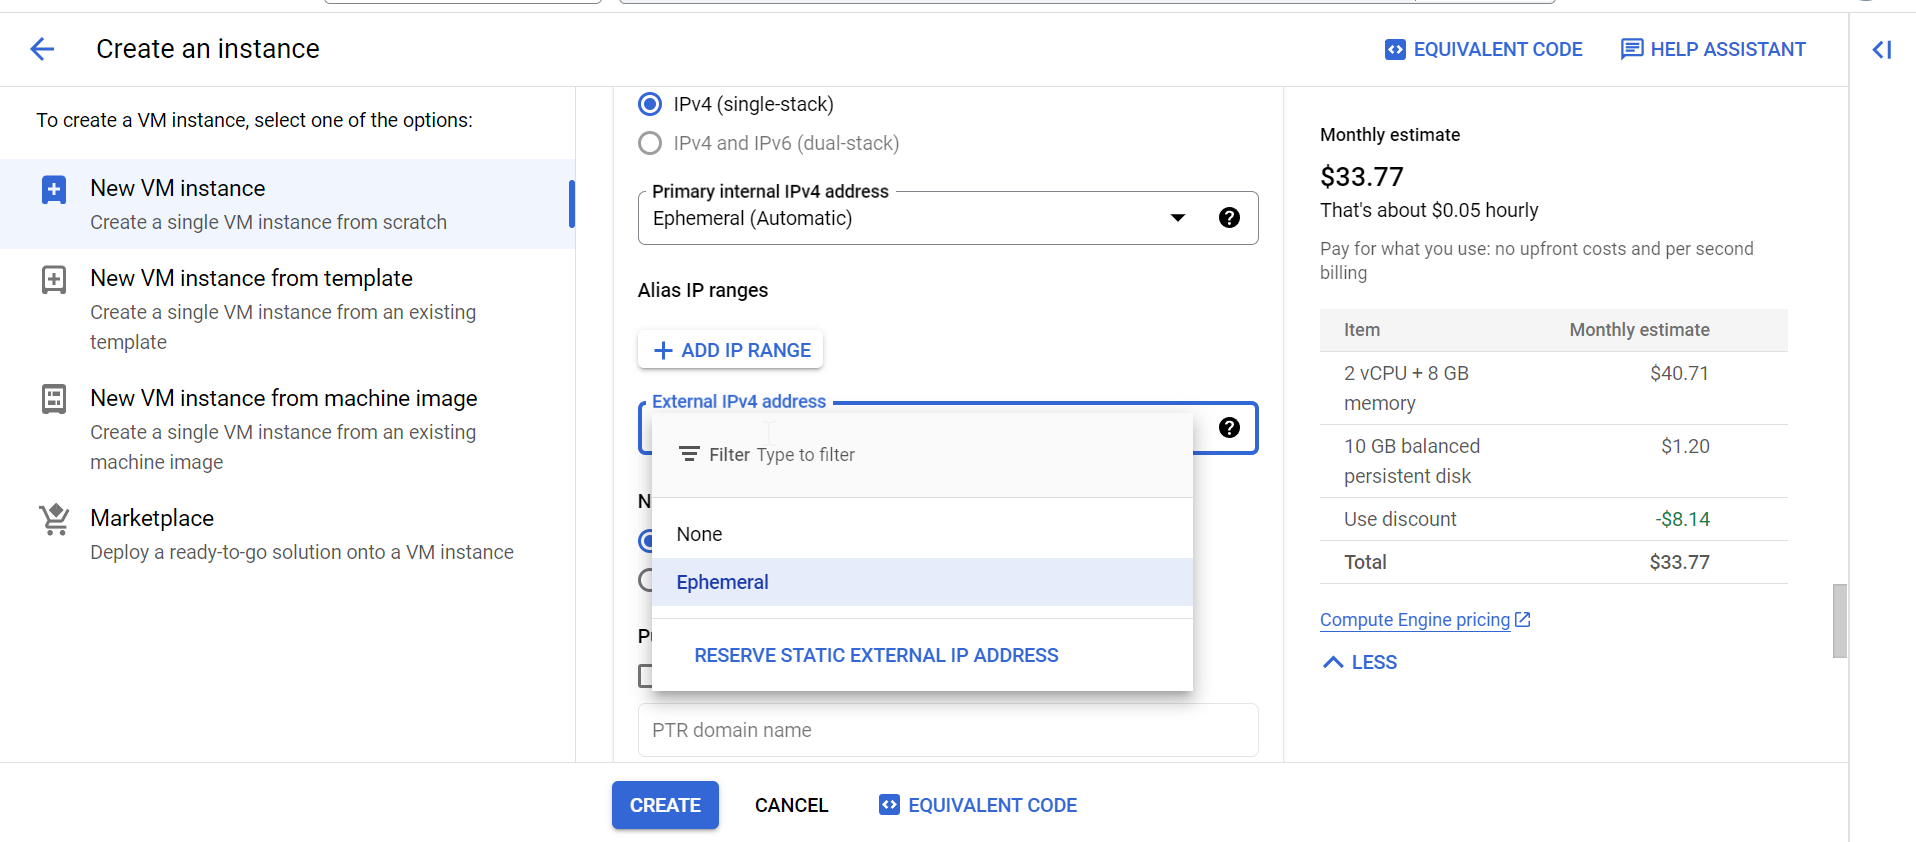 Create an instance
EQUIVALENT CODE
HELP ASSISTANT
To create a VM instance, select one of the options:
New VM instance
Create a single VM instance from scratch
New VM instance from template
Create a single VM instance from an existing
template
New VM instance from machine image
Create a single VM instance from an existing
machine image
Marketplace
Deploy a ready-to-go solution onto a VM instance
IPv4 (single-stack)
IPv4 and IPv6 (dual-stack)
Primary internal IPv4 address
Ephemeral (Automatic)
Alias IP ranges
ADD IP RANGE
External IPv4 address
Filter Type to filter
None
Ephemeral
RESERVE STATIC EXTERNAL IP ADDRESS
PTR domain name
CREATE
CANCEL
EQUIVALENT CODE
Monthly estimate
$33.77
That's about $0.05 hourly
Pay for what you use: no upfront costs and per second
billing
Item Monthly estimate
2 vCPU + 8 GB $40.71
memory
10 GB balanced $1.20
persistent disk
Use discount -$8.14
Total $33.77
Compute Engine pricing
LESS